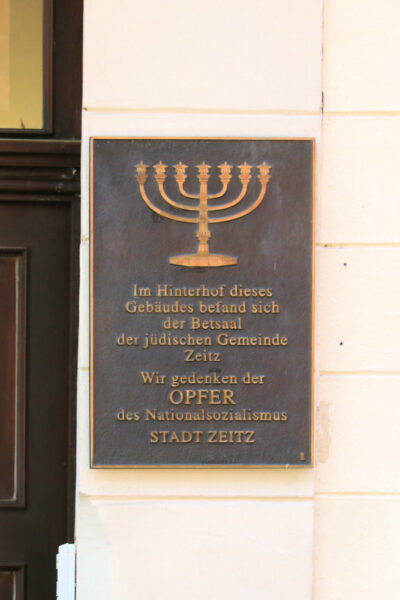 Im Hinterhof dieses
Gebäudes befand sich
der Betsaal
der jüdischen Gemeinde
Zeitz
Wir gedenken der
OPFER
des Nationalsozialismus
STADT ZEITZ